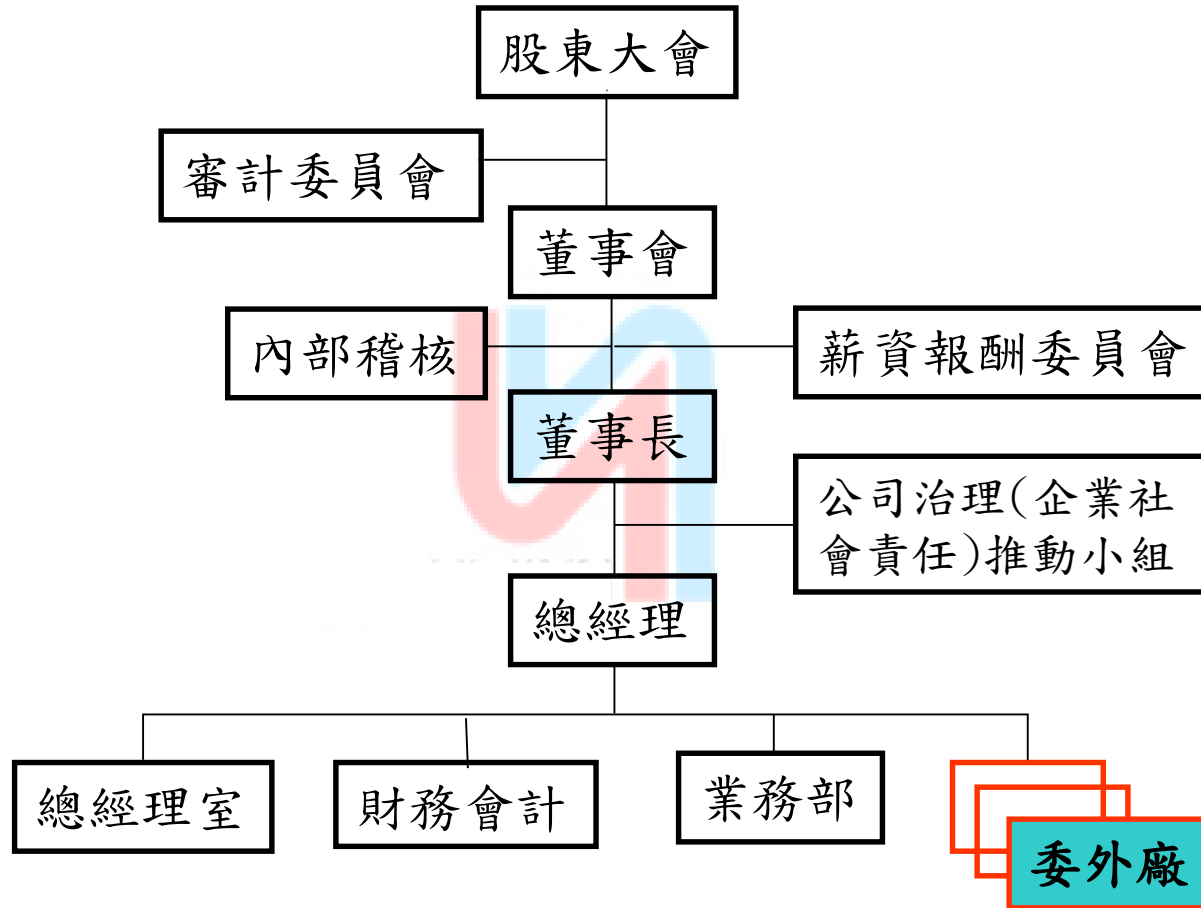 股東大會
審計委員會
董事會
內部稽核
薪資報酬委員會
董事長
公司治理(企業社
會責任)推動小組
總經理
總經理室
財務會計
業務部
委外廠